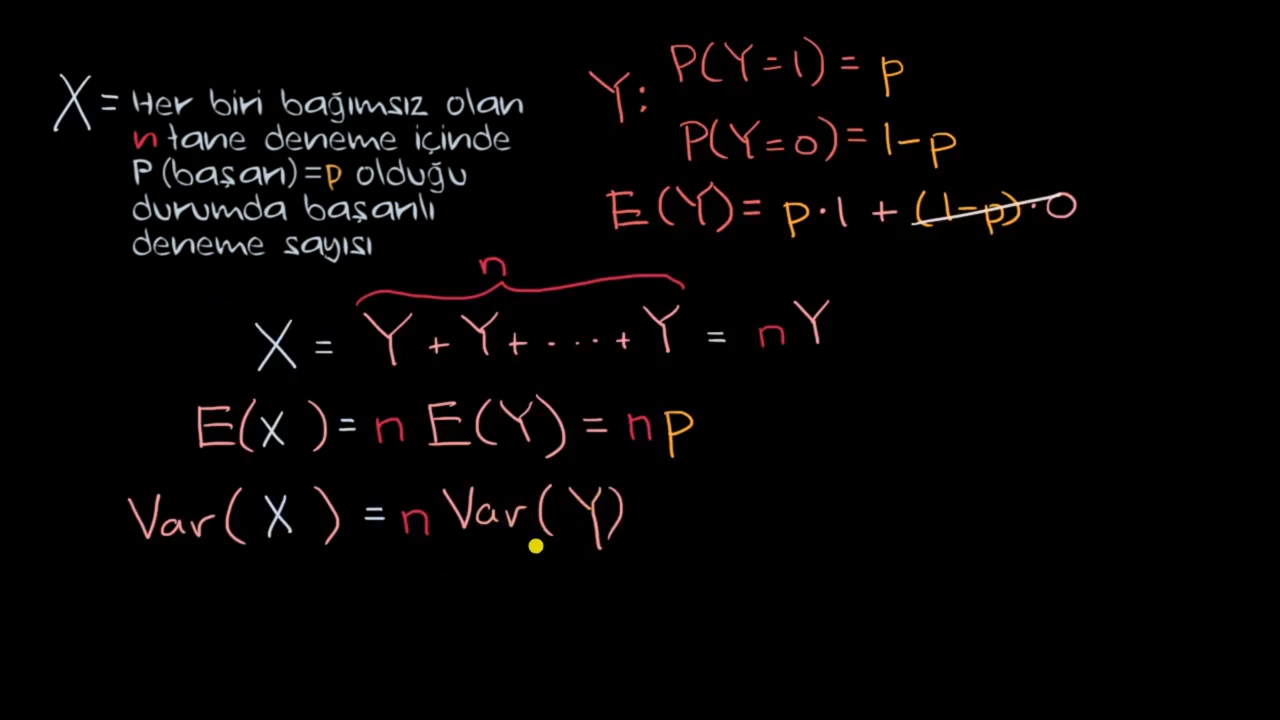 X = Her biri bağımsız olan
n tane deneme içinde
P (başarı)=p olduğu
durumda başarılı
deneme sayısı
Y: P(Y=1) = p
P(Y=0) = 1-p
E(Y) = p·1 + (1-p)·0
n
X = Y + Y + ··· + Y = nY
E(X) = n E(Y) = np
Var(X) = n Var(Y)